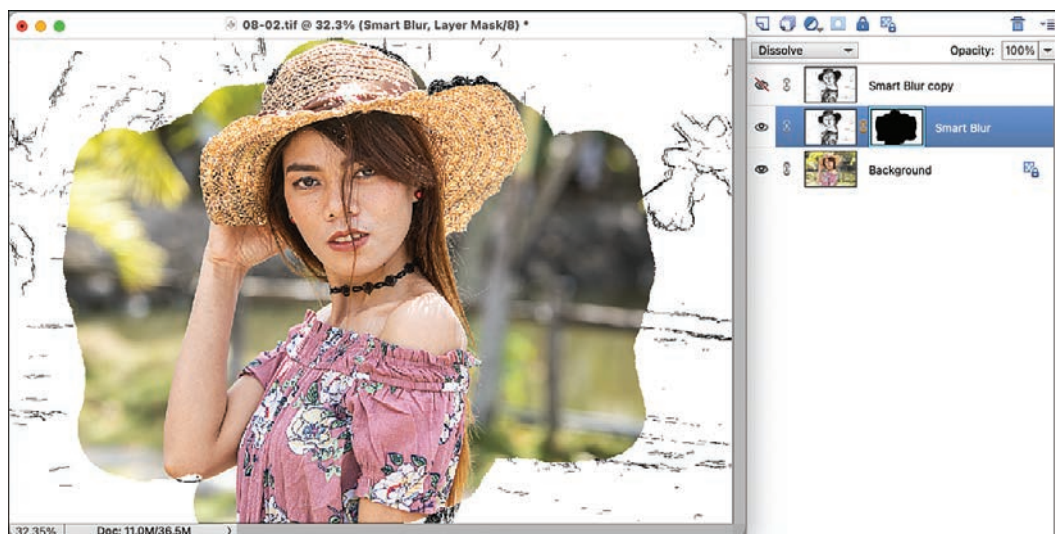 08-02.tif @ 32.3% (Smart Blur, Layer Mask/8) *
Dissolve Opacity: 100%
Smart Blur copy
Smart Blur
Background
32.35% Doc: 11.0M/36.5M